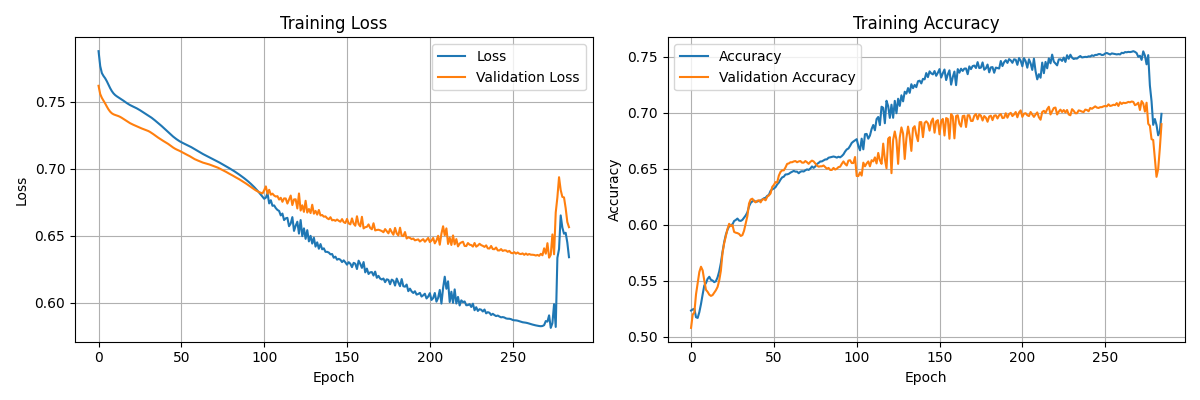 Training Loss
Loss
Validation Loss
0.75
0.70
0.65
0.60
Loss
0
50
100
150
200
250
Epoch
Training Accuracy
Accuracy
Validation Accuracy
0.75
0.70
0.65
0.60
0.55
0.50
Accuracy
0
50
100
150
200
250
Epoch